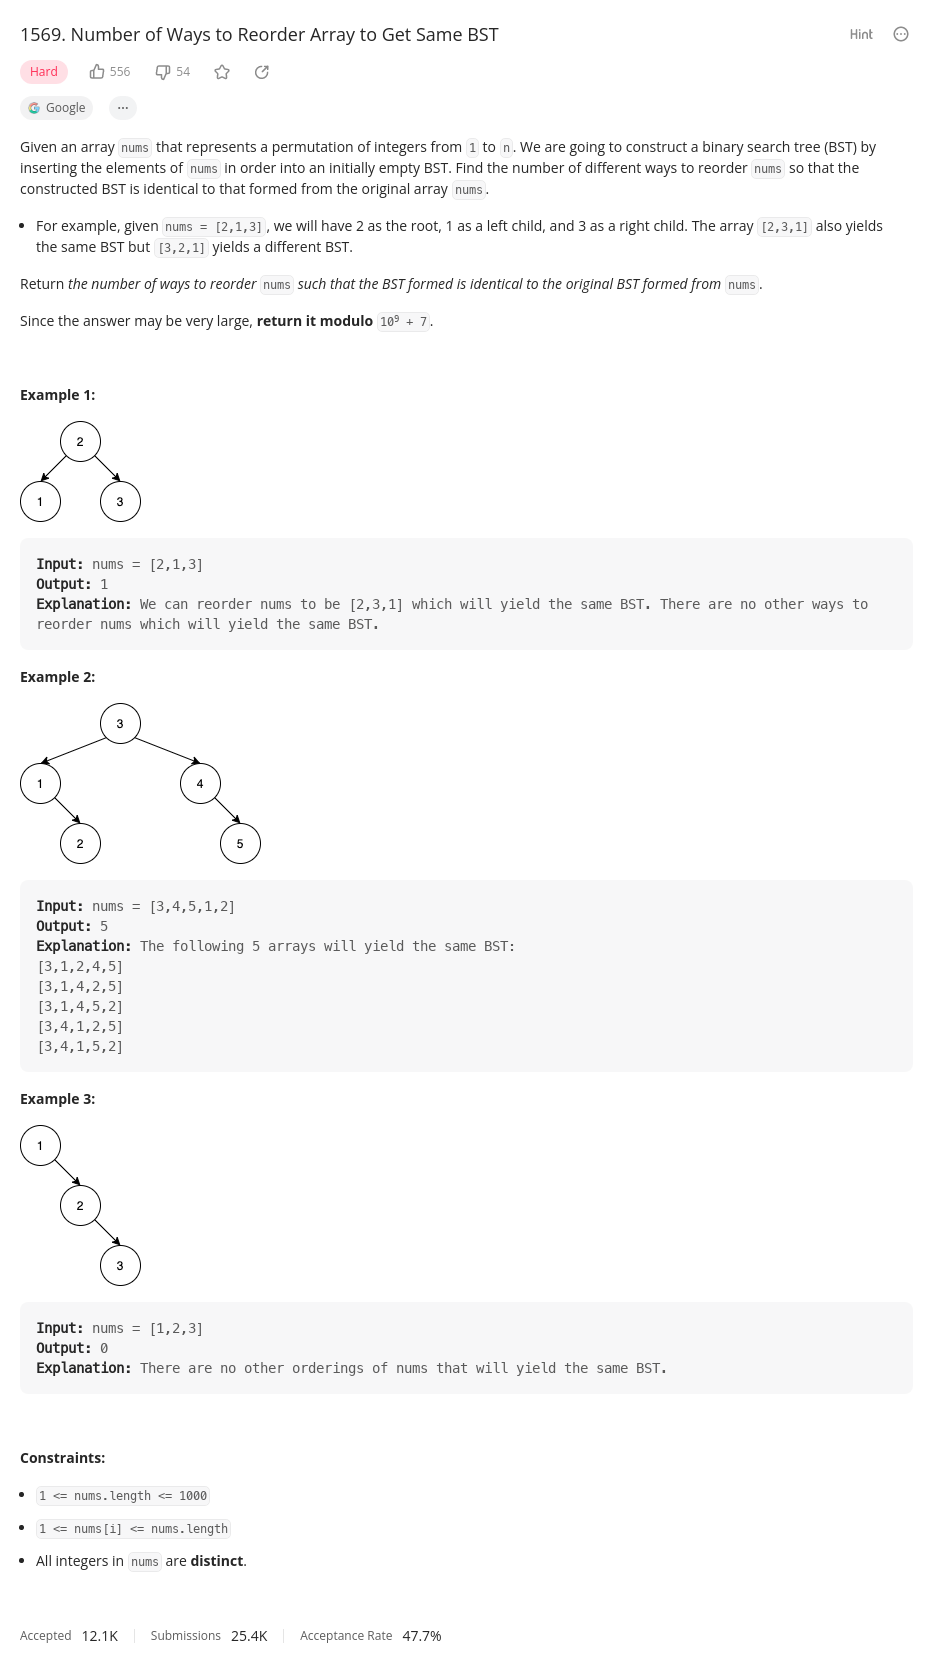 1569. Number of Ways to Reorder Array to Get Same BST
Hint
Hard
556
54
Google
Given an array nums that represents a permutation of integers from 1 to n. We are going to construct a binary search tree (BST) by
inserting the elements of nums in order into an initially empty BST. Find the number of different ways to reorder nums so that the
constructed BST is identical to that formed from the original array nums.
• For example, given nums = [2,1,3], we will have 2 as the root, 1 as a left child, and 3 as a right child. The array [2,3,1] also yields
the same BST but [3,2,1] yields a different BST.
Return the number of ways to reorder nums such that the BST formed is identical to the original BST formed from nums.
Since the answer may be very large, return it modulo 10⁹ + 7.
Example 1:
2
1 3
Input: nums = [2,1,3]
Output: 1
Explanation: We can reorder nums to be [2,3,1] which will yield the same BST. There are no other ways to
reorder nums which will yield the same BST.
Example 2:
3
1 4
2 5
Input: nums = [3,4,5,1,2]
Output: 5
Explanation: The following 5 arrays will yield the same BST:
[3,1,2,4,5]
[3,1,4,2,5]
[3,1,4,5,2]
[3,4,1,2,5]
[3,4,1,5,2]
Example 3:
1
2
3
Input: nums = [1,2,3]
Output: 0
Explanation: There are no other orderings of nums that will yield the same BST.
Constraints:
• 1 <= nums.length <= 1000
• 1 <= nums[i] <= nums.length
• All integers in nums are distinct.
Accepted 12.1K Submissions 25.4K Acceptance Rate 47.7%